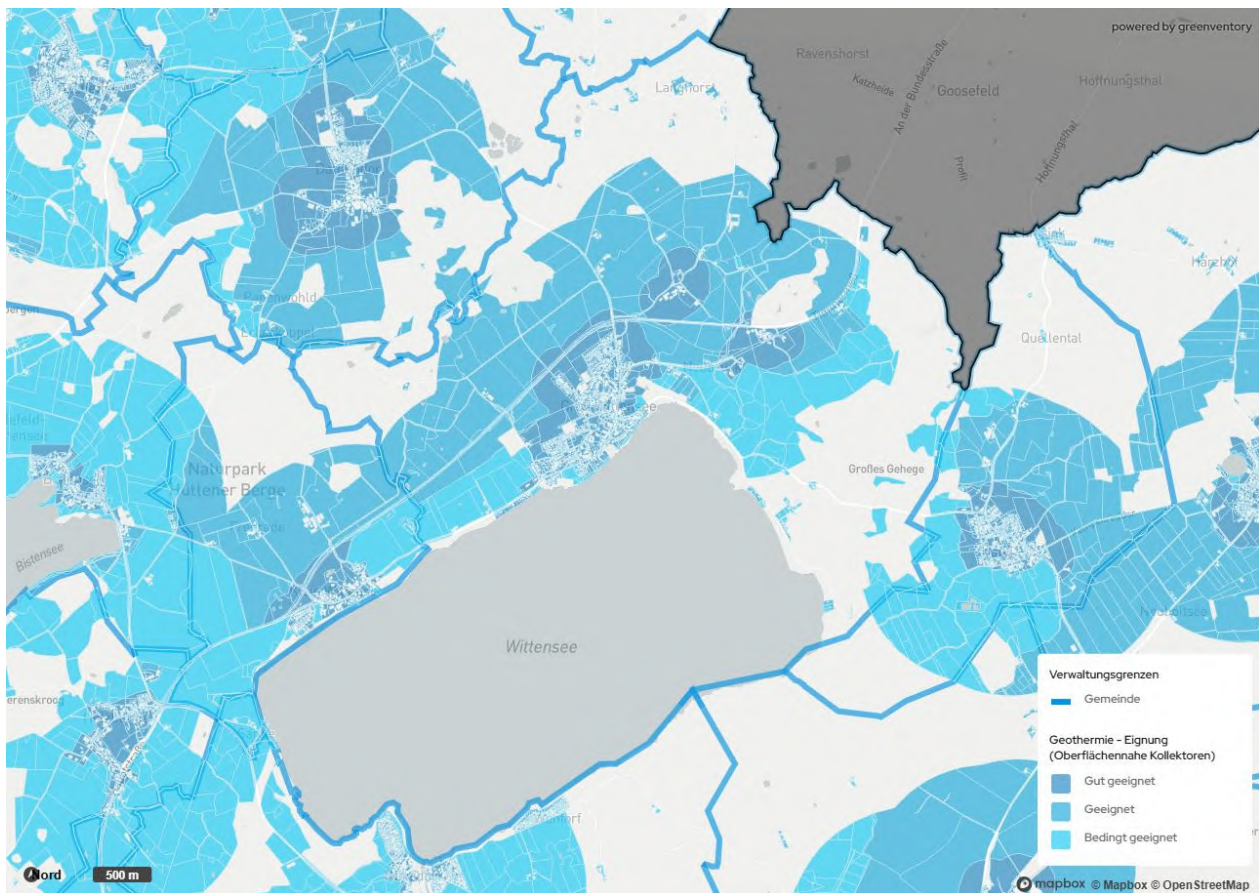 powered by greenventory
Ravenshorst
Katzheide
An der Bundesstraße
Goosefeld
Hoffnungsthal
Profit
Hoffnungsthal
Langhorst
Harzhof
Quellental
Großes Gehege
Naturpark
Hüttener Berge
Bistensee
Wittensee
Verwaltungsgrenzen
Gemeinde
Geothermie - Eignung
(Oberflächennahe Kollektoren)
Gut geeignet
Geeignet
Bedingt geeignet
Nord
500 m
mapbox © Mapbox © OpenStreetMap